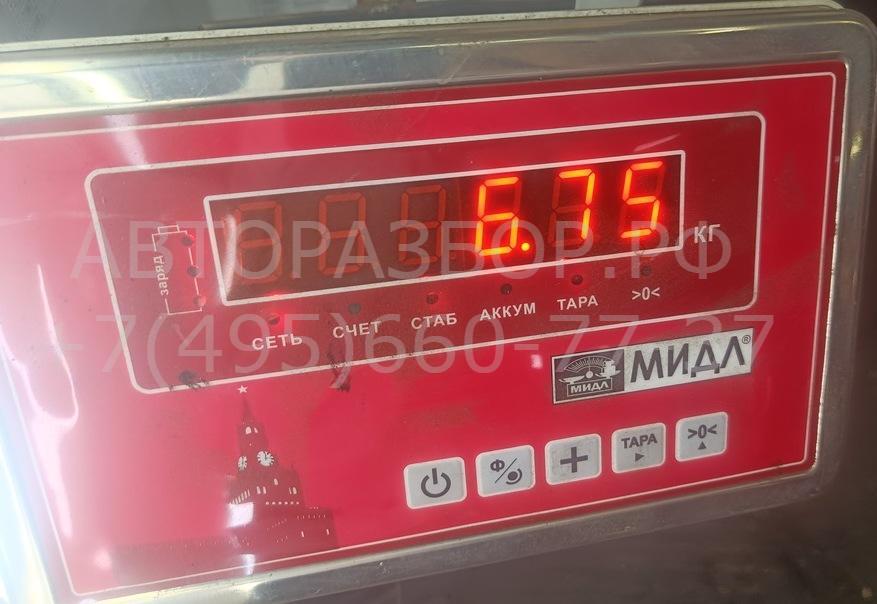 6.75
КГ
заряд
СЕТЬ СЧЕТ СТАБ АККУМ ТАРА >0<
МИДЛ МИДЛ®
Ф ТАРА >0<
АВТОРАЗБОР.РФ
+7(495)660-77-27